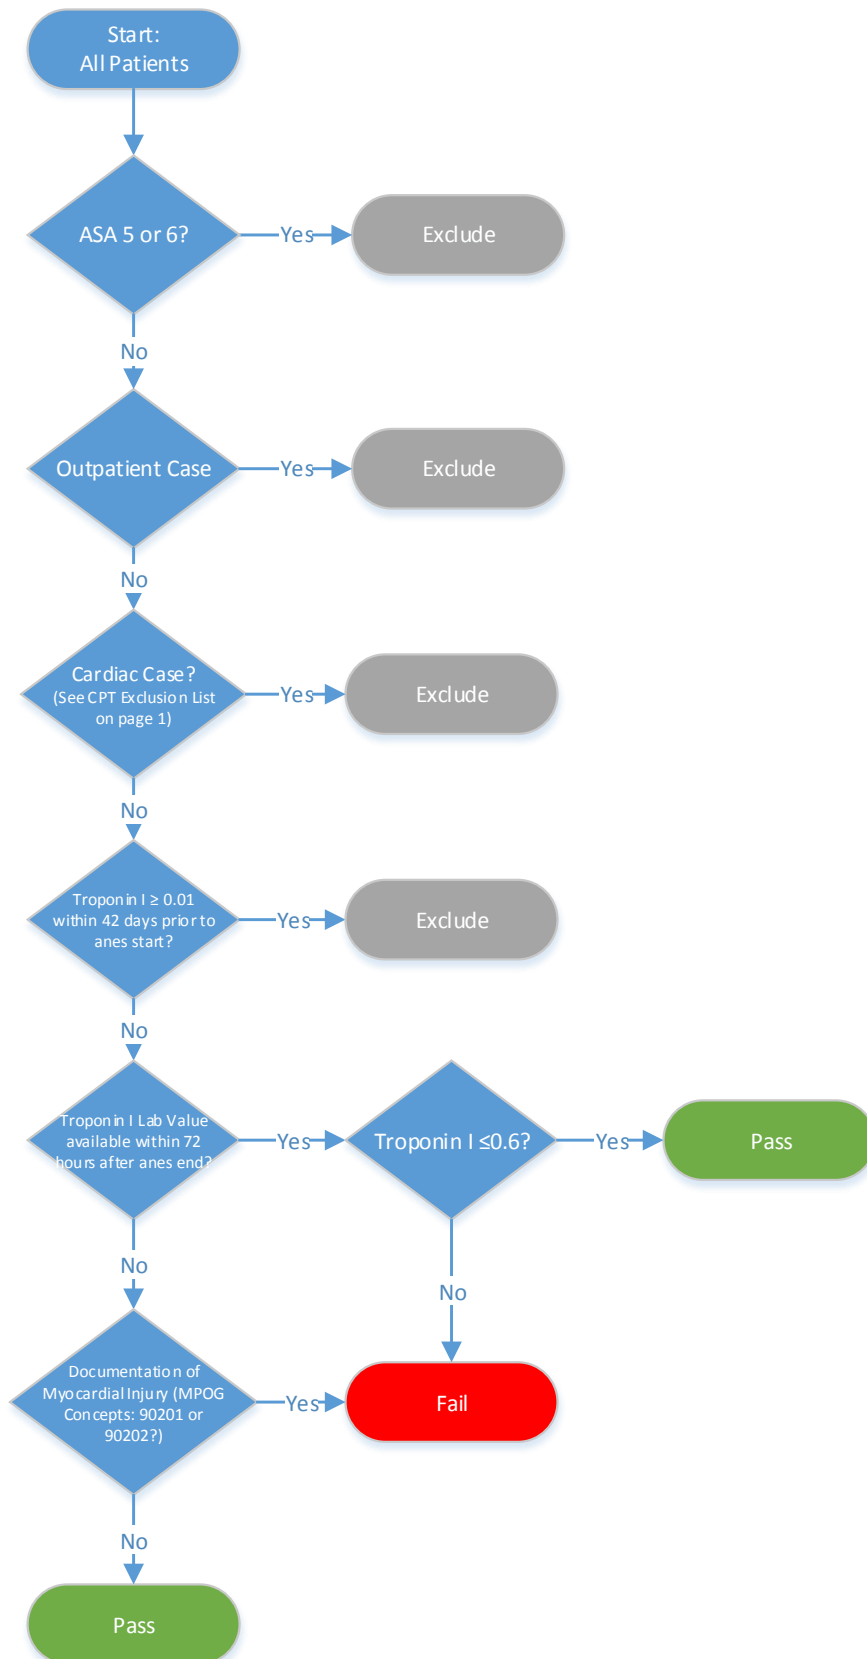 Start:
All Patients
ASA 5 or 6?
Yes
Exclude
No
Outpatient Case
Yes
Exclude
No
Cardiac Case?
(See CPT Exclusion List
on page 1)
Yes
Exclude
No
Troponin I ≥ 0.01
within 42 days prior to
anes start?
Yes
Exclude
No
Troponin I Lab Value
available within 72
hours after anes end?
Yes
Troponin I ≤0.6?
Yes
Pass
No
No
Documentation of
Myocardial Injury (MPOG
Concepts: 90201 or
90202?)
Yes
Fail
No
Pass